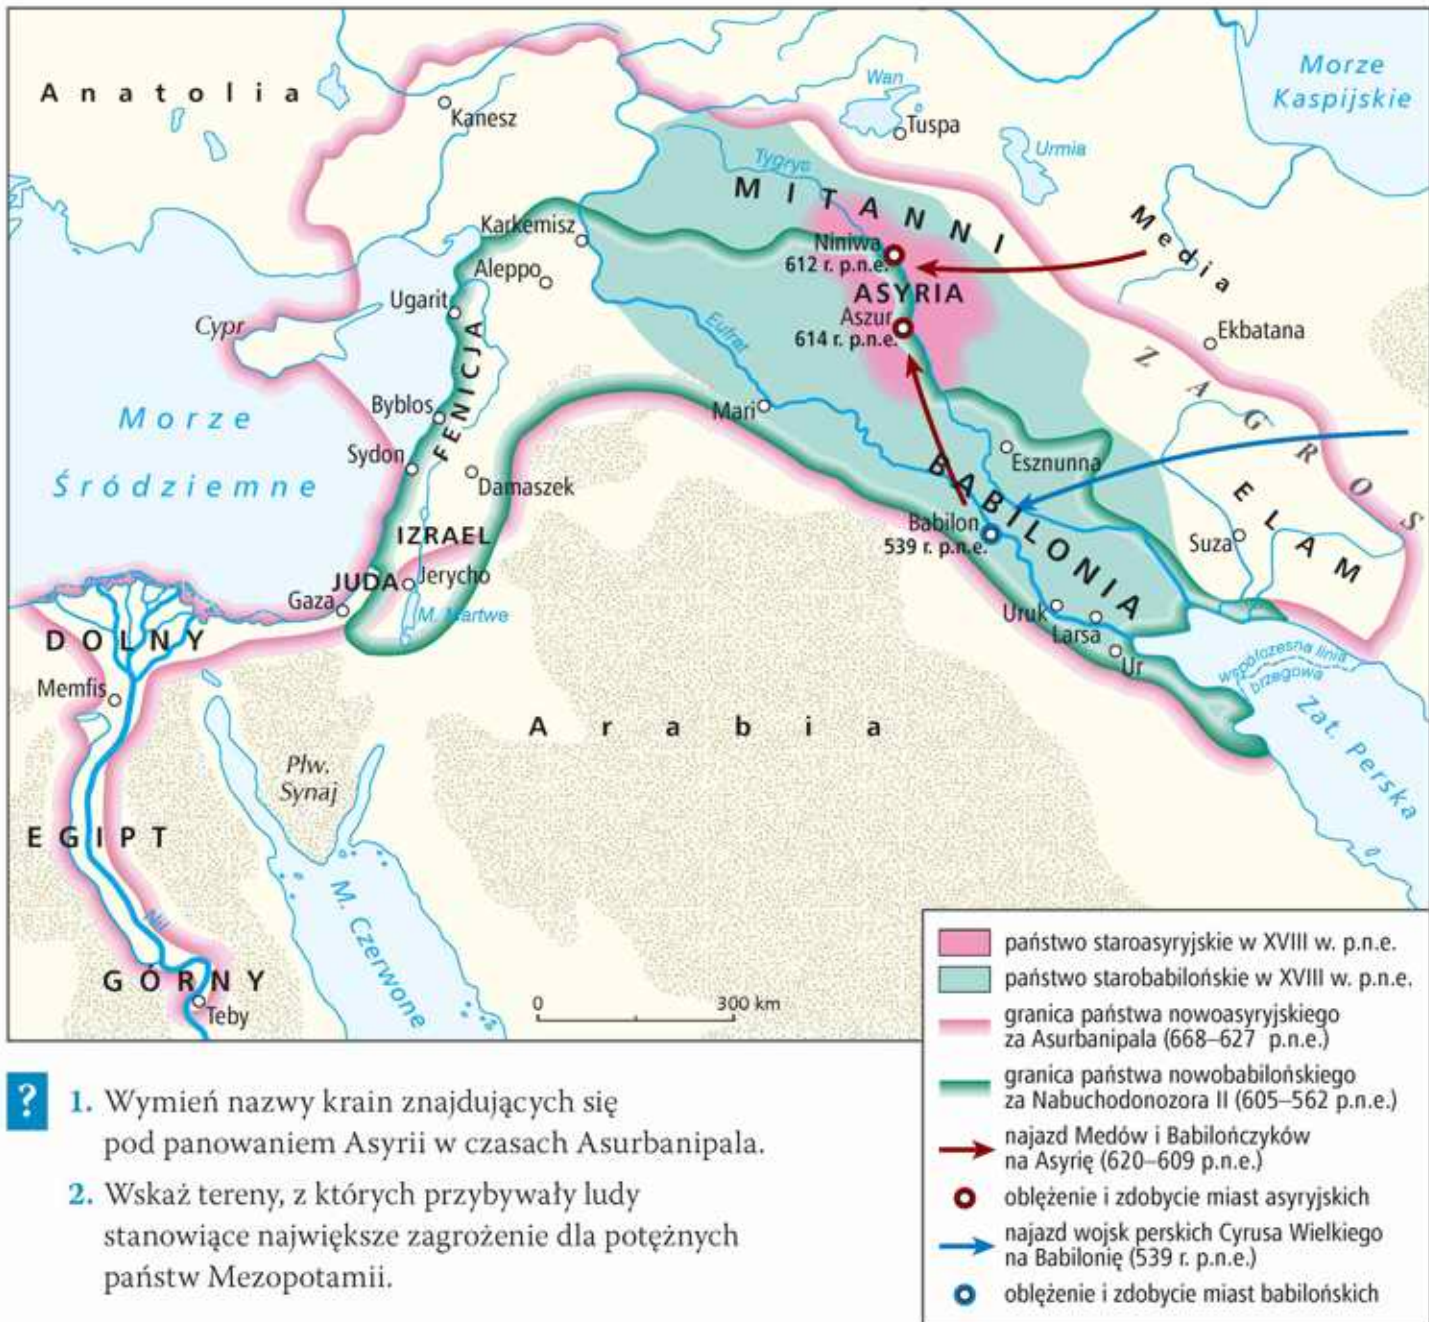 Anatolia
Kanesz
Wan
Tuspa
Morze
Kaspijskie
Urmia
Tygrys
MITANNI
Media
Karkemisz
Niniwa
612 r. p.n.e.
Aleppo
ASYRIA
Ugarit
Aszur
614 r. p.n.e.
Cypr
Ekbatana
Eufrat
ZAGROS
FENICJA
Byblos
Mari
Morze
Śródziemne
Sydon
Damaszek
Esznunna
BABILONIA
ELAM
IZRAEL
Babilon
539 r. p.n.e.
Suza
JUDA
Jerycho
Gaza
M. Martwe
Uruk
Larsa
Ur
DOLNY
Memfis
współczesna linia
brzegowa
Zat. Perska
Arabia
Płw.
Synaj
EGIPT
Nil
M. Czerwone
GÓRNY
Teby
0 300 km
państwo staroasyryjskie w XVIII w. p.n.e.
państwo starobabilońskie w XVIII w. p.n.e.
granica państwa nowoasyryjskiego
za Asurbanipala (668–627 p.n.e.)
granica państwa nowobabilońskiego
za Nabuchodonozora II (605–562 p.n.e.)
najazd Medów i Babilończyków
na Asyrię (620–609 p.n.e.)
oblężenie i zdobycie miast asyryjskich
najazd wojsk perskich Cyrusa Wielkiego
na Babilonię (539 r. p.n.e.)
oblężenie i zdobycie miast babilońskich
?
1. Wymień nazwy krain znajdujących się
pod panowaniem Asyrii w czasach Asurbanipala.
2. Wskaż tereny, z których przybywały ludy
stanowiące największe zagrożenie dla potężnych
państw Mezopotamii.